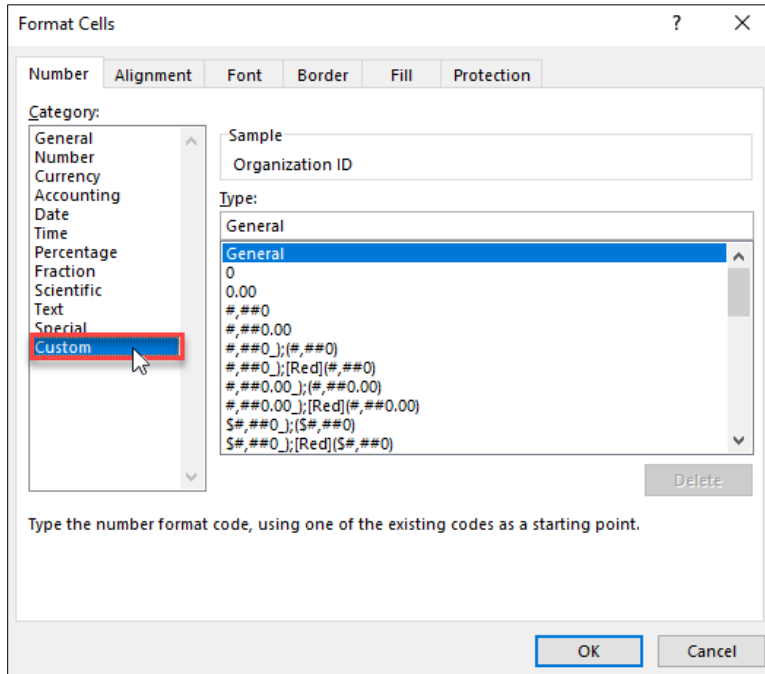 Format Cells ? X
Number Alignment Font Border Fill Protection
Category:
General
Number
Currency
Accounting
Date
Time
Percentage
Fraction
Scientific
Text
Special
Custom
Sample
Organization ID
Type:
General
General
0
0.00
#,##0
#,##0.00
#,##0_);(#,##0)
#,##0_);[Red](#,##0)
#,##0.00_);(#,##0.00)
#,##0.00_);[Red](#,##0.00)
$#,##0_);($#,##0)
$#,##0_);[Red]($#,##0)
Delete
Type the number format code, using one of the existing codes as a starting point.
OK Cancel